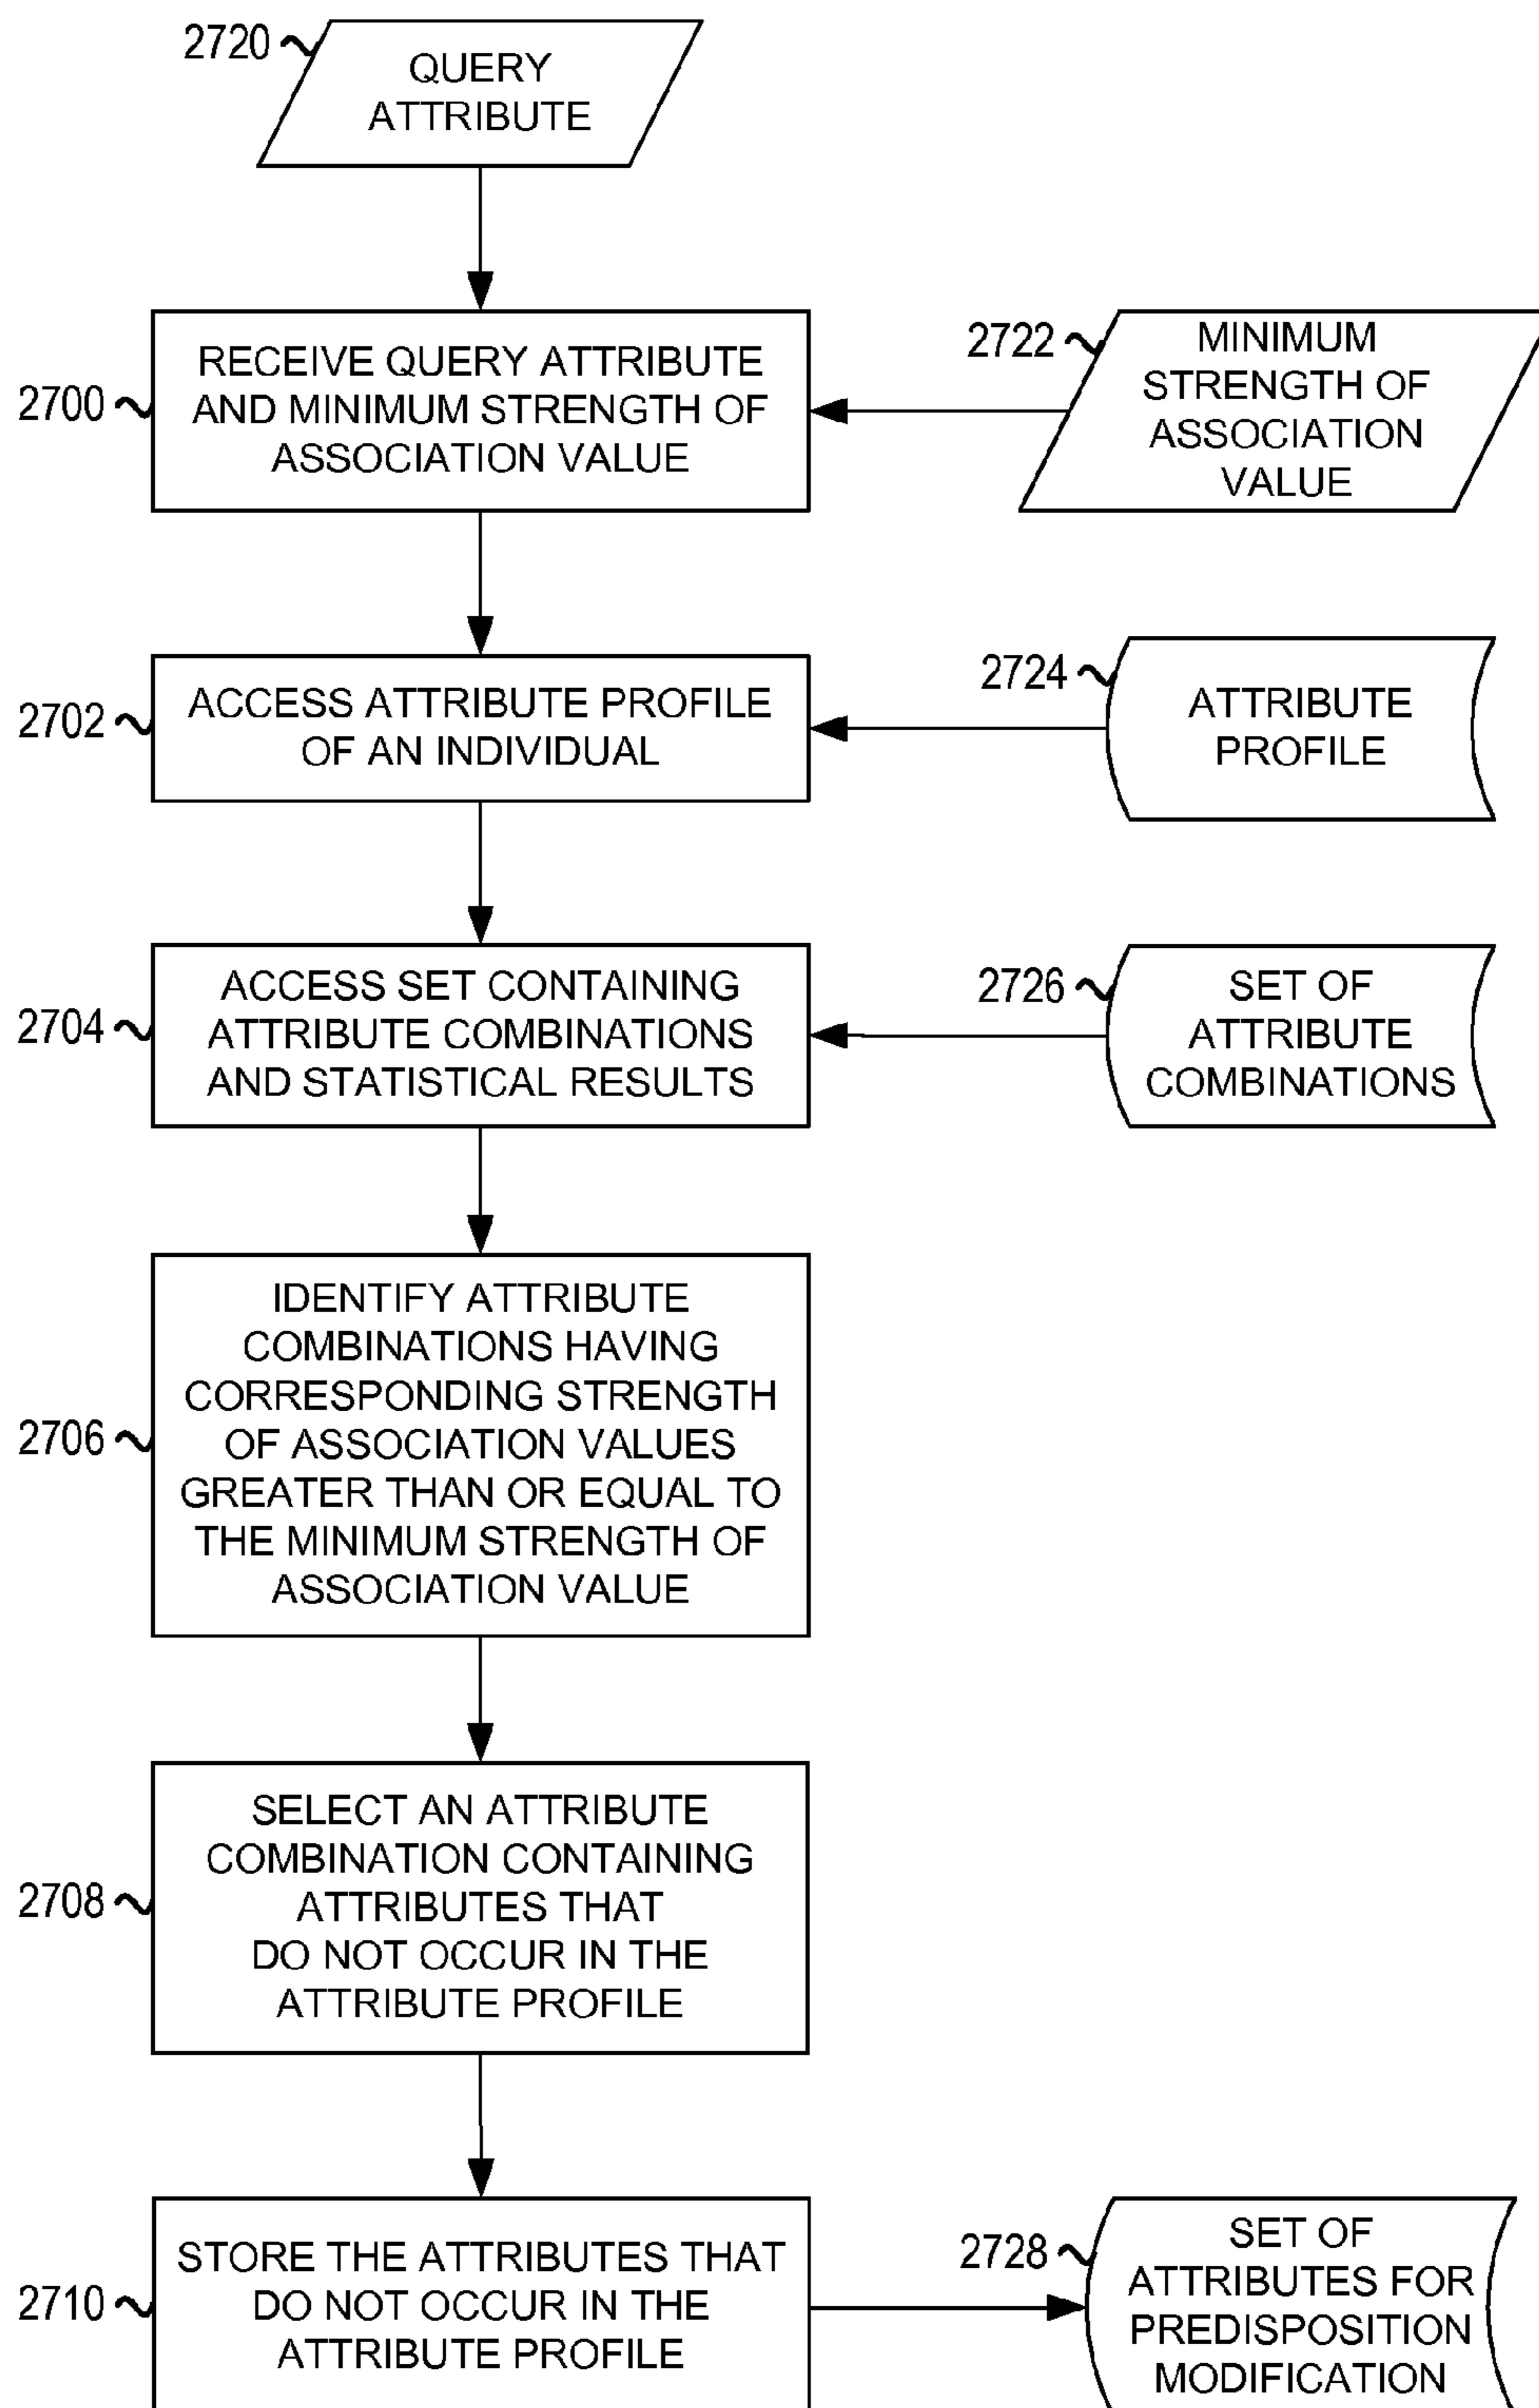 2720
QUERY
ATTRIBUTE
2700
RECEIVE QUERY ATTRIBUTE
AND MINIMUM STRENGTH OF
ASSOCIATION VALUE
2722
MINIMUM
STRENGTH OF
ASSOCIATION
VALUE
2702
ACCESS ATTRIBUTE PROFILE
OF AN INDIVIDUAL
2724
ATTRIBUTE
PROFILE
2704
ACCESS SET CONTAINING
ATTRIBUTE COMBINATIONS
AND STATISTICAL RESULTS
2726
SET OF
ATTRIBUTE
COMBINATIONS
2706
IDENTIFY ATTRIBUTE
COMBINATIONS HAVING
CORRESPONDING STRENGTH
OF ASSOCIATION VALUES
GREATER THAN OR EQUAL TO
THE MINIMUM STRENGTH OF
ASSOCIATION VALUE
2708
SELECT AN ATTRIBUTE
COMBINATION CONTAINING
ATTRIBUTES THAT
DO NOT OCCUR IN THE
ATTRIBUTE PROFILE
2710
STORE THE ATTRIBUTES THAT
DO NOT OCCUR IN THE
ATTRIBUTE PROFILE
2728
SET OF
ATTRIBUTES FOR
PREDISPOSITION
MODIFICATION